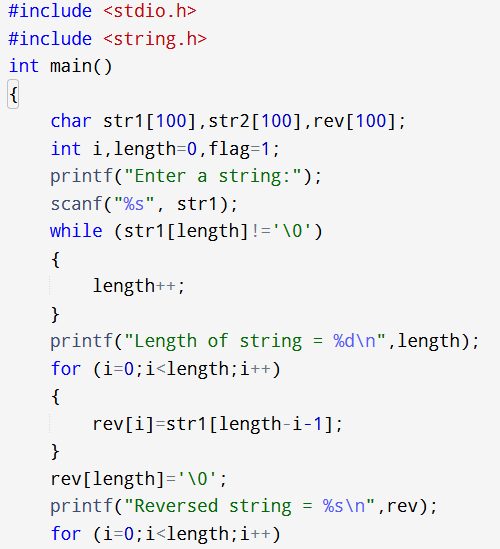 #include <stdio.h>
#include <string.h>
int main()
{
    char str1[100],str2[100],rev[100];
    int i,length=0,flag=1;
    printf("Enter a string:");
    scanf("%s", str1);
    while (str1[length]!='\0')
    {
        length++;
    }
    printf("Length of string = %d\n",length);
    for (i=0;i<length;i++)
    {
        rev[i]=str1[length-i-1];
    }
    rev[length]='\0';
    printf("Reversed string = %s\n",rev);
    for (i=0;i<length;i++)